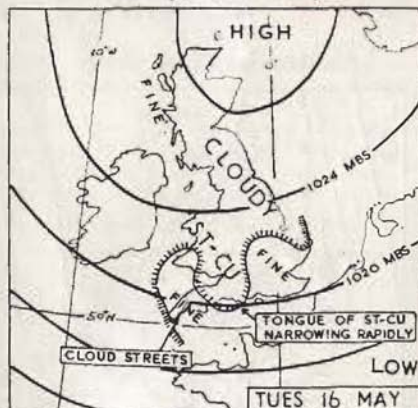 HIGH
10°W
0°
FINE
CLOUDY
1024 MBS
ST-CU
FINE
1020 MBS
FINE
50°N
TONGUE OF ST-CU
NARROWING RAPIDLY
CLOUD STREETS
LOW
TUES 16 MAY